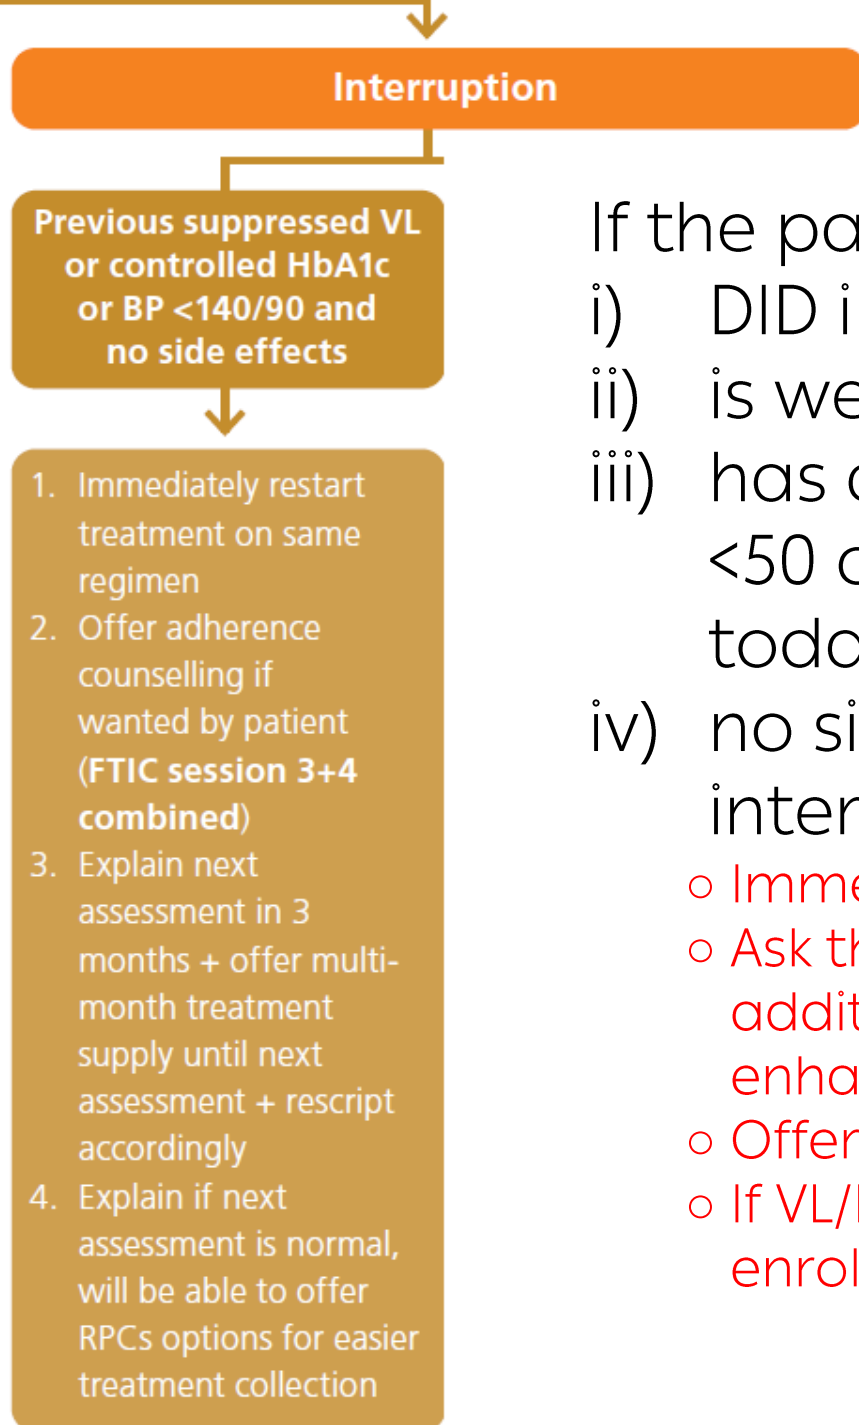 Interruption
Previous suppressed VL
or controlled HbA1c
or BP <140/90 and
no side effects
1. Immediately restart
treatment on same
regimen
2. Offer adherence
counselling if
wanted by patient
(FTIC session 3+4
combined)
3. Explain next
assessment in 3
months + offer multi-
month treatment
supply until next
assessment + rescript
accordingly
4. Explain if next
assessment is normal,
will be able to offer
RPCs options for easier
treatment collection
If the pa
i) DID i
ii) is we
iii) has
<50
toda
iv) no si
inter
○ Imme
○ Ask th
addit
enha
○ Offer
○ If VL/
enrol